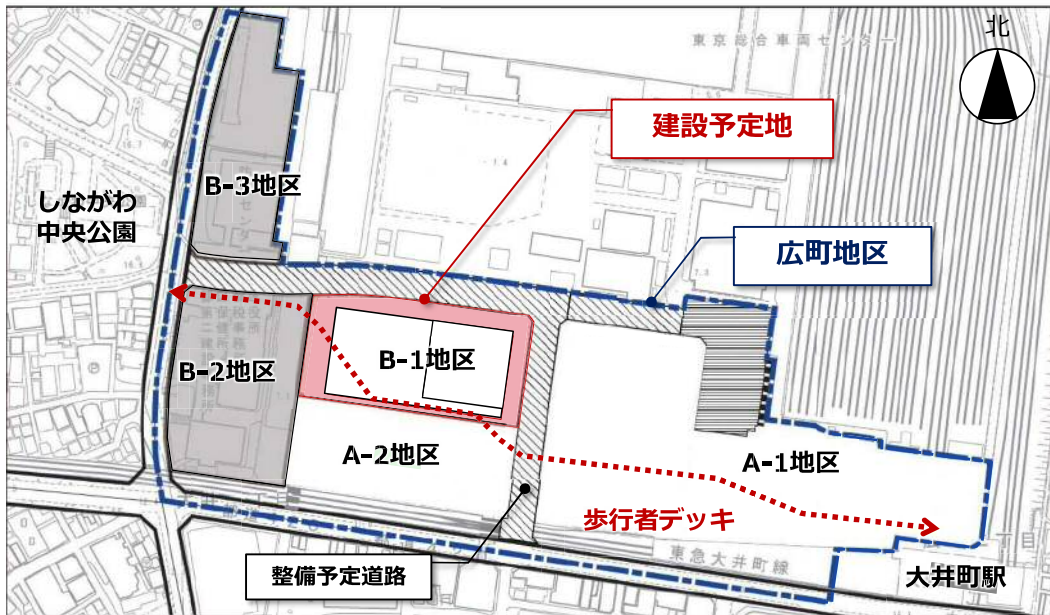 北
東京総合車両センター
建設予定地
B-3地区
しながわ
中央公園
広町地区
B-1地区
B-2地区
A-2地区
A-1地区
歩行者デッキ
東急大井町線
整備予定道路
大井町駅